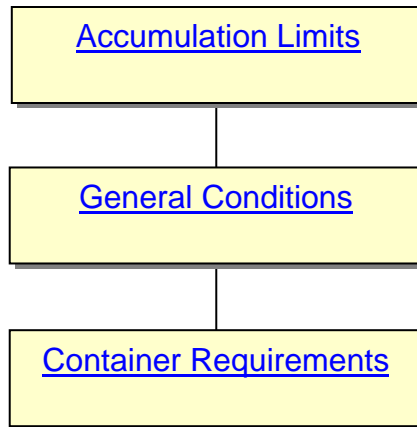 Accumulation Limits
General Conditions
Container Requirements